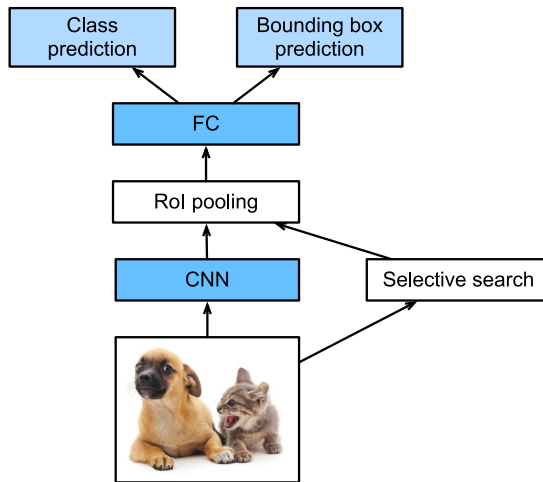 Class
prediction
Bounding box
prediction
FC
RoI pooling
CNN
Selective search